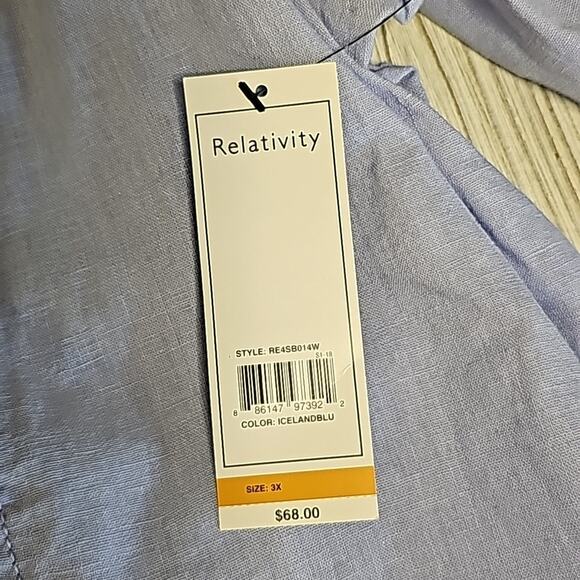 Relativity
STYLE: RE4SB014W
S1-18
8 86147 97392 2
COLOR: ICELANDBLU
SIZE: 3X
$68.00